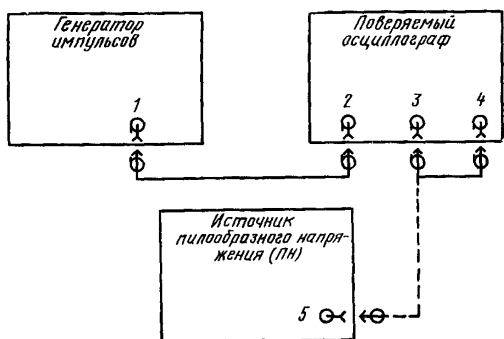 Генератор
импульсов
Поверяемый
осциллограф
1
2
3
4
Источник
пилообразного напря-
жения (ПН)
5